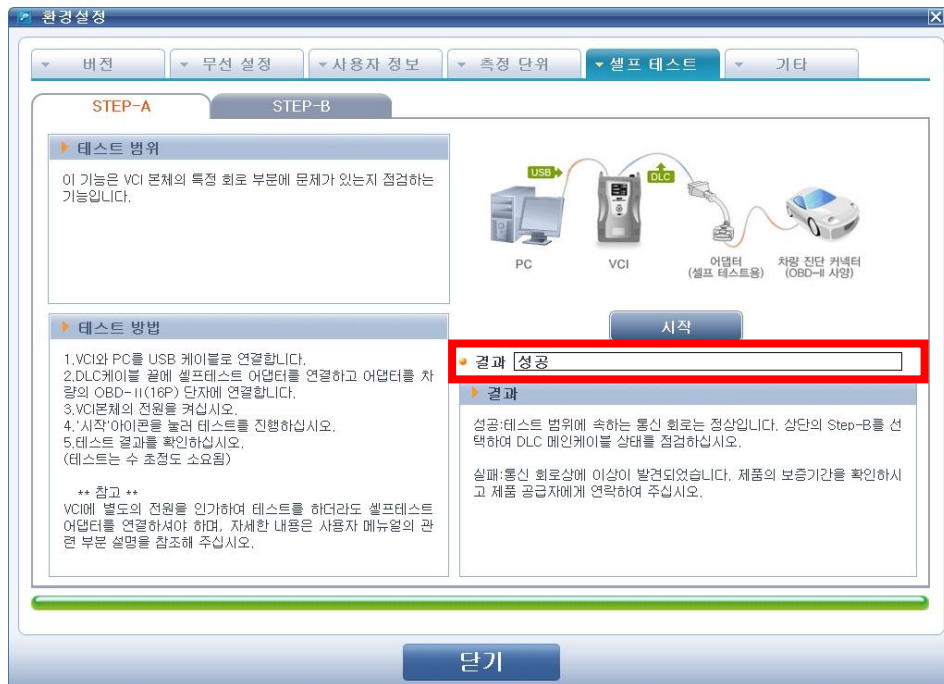 환경설정
버전
무선 설정
사용자 정보
측정 단위
셀프 테스트
기타
STEP-A
STEP-B
테스트 범위
이 기능은 VCI 본체의 특정 회로 부분에 문제가 있는지 점검하는
기능입니다.
USB
DLC
PC
VCI
어댑터
(셀프 테스트용)
차량 진단 커넥터
(OBD-II 사양)
테스트 방법
1.VCI와 PC를 USB 케이블로 연결합니다.
2.DLC케이블 끝에 셀프테스트 어댑터를 연결하고 어댑터를 차
량의 OBD-II(16P) 단자에 연결합니다.
3.VCI본체의 전원을 켜십시오.
4.'시작'아이콘을 눌러 테스트를 진행하십시오.
5.테스트 결과를 확인하십시오.
(테스트는 수 초정도 소요됨)
** 참고 **
VCI에 별도의 전원을 인가하여 테스트를 하더라도 셀프테스트
어댑터를 연결하셔야 하며, 자세한 내용은 사용자 메뉴얼의 관
련 부분 설명을 참조해 주십시오.
시작
결과 성공
결과
성공:테스트 범위에 속하는 통신 회로는 정상입니다. 상단의 Step-B를 선
택하여 DLC 메인케이블 상태를 점검하십시오.
실패:통신 회로상에 이상이 발견되었습니다. 제품의 보증기간을 확인하시
고 제품 공급자에게 연락하여 주십시오.
닫기